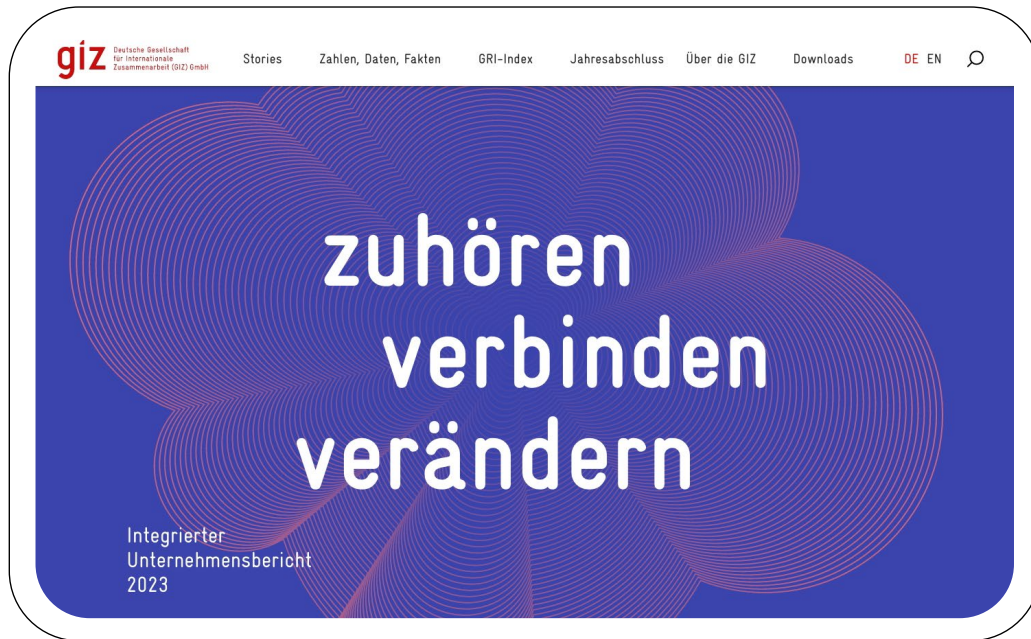 giz
Deutsche Gesellschaft
für Internationale
Zusammenarbeit (GIZ) GmbH
Stories Zahlen, Daten, Fakten GRI-Index Jahresabschluss Über die GIZ Downloads DE EN
zuhören
verbinden
verändern
Integrierter
Unternehmensbericht
2023